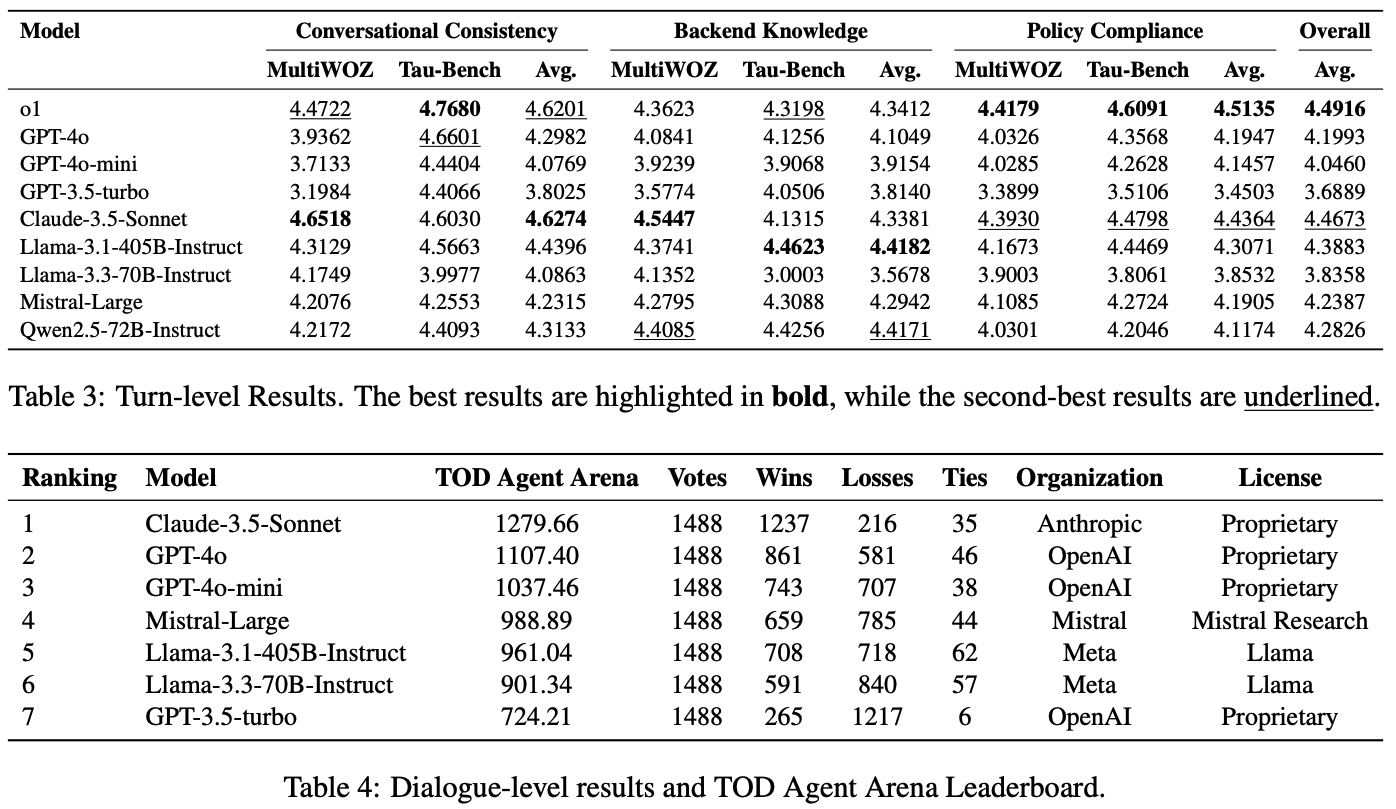 Model Conversational Consistency Backend Knowledge Policy Compliance Overall
MultiWOZ Tau-Bench Avg. MultiWOZ Tau-Bench Avg. MultiWOZ Tau-Bench Avg. Avg.
o1 4.4722 4.7680 4.6201 4.3623 4.3198 4.3412 4.4179 4.6091 4.5135 4.4916
GPT-4o 3.9362 4.6601 4.2982 4.0841 4.1256 4.1049 4.0326 4.3568 4.1947 4.1993
GPT-4o-mini 3.7133 4.4404 4.0769 3.9239 3.9068 3.9154 4.0285 4.2628 4.1457 4.0460
GPT-3.5-turbo 3.1984 4.4066 3.8025 3.5774 4.0506 3.8140 3.3899 3.5106 3.4503 3.6889
Claude-3.5-Sonnet 4.6518 4.6030 4.6274 4.5447 4.1315 4.3381 4.3930 4.4798 4.4364 4.4673
Llama-3.1-405B-Instruct 4.3129 4.5663 4.4396 4.3741 4.4623 4.4182 4.1673 4.4469 4.3071 4.3883
Llama-3.3-70B-Instruct 4.1749 3.9977 4.0863 4.1352 3.0003 3.5678 3.9003 3.8061 3.8532 3.8358
Mistral-Large 4.2076 4.2553 4.2315 4.2795 4.3088 4.2942 4.1085 4.2724 4.1905 4.2387
Qwen2.5-72B-Instruct 4.2172 4.4093 4.3133 4.4085 4.4256 4.4171 4.0301 4.2046 4.1174 4.2826
Table 3: Turn-level Results. The best results are highlighted in bold, while the second-best results are underlined.
Ranking Model TOD Agent Arena Votes Wins Losses Ties Organization License
1 Claude-3.5-Sonnet 1279.66 1488 1237 216 35 Anthropic Proprietary
2 GPT-4o 1107.40 1488 861 581 46 OpenAI Proprietary
3 GPT-4o-mini 1037.46 1488 743 707 38 OpenAI Proprietary
4 Mistral-Large 988.89 1488 659 785 44 Mistral Mistral Research
5 Llama-3.1-405B-Instruct 961.04 1488 708 718 62 Meta Llama
6 Llama-3.3-70B-Instruct 901.34 1488 591 840 57 Meta Llama
7 GPT-3.5-turbo 724.21 1488 265 1217 6 OpenAI Proprietary
Table 4: Dialogue-level results and TOD Agent Arena Leaderboard.